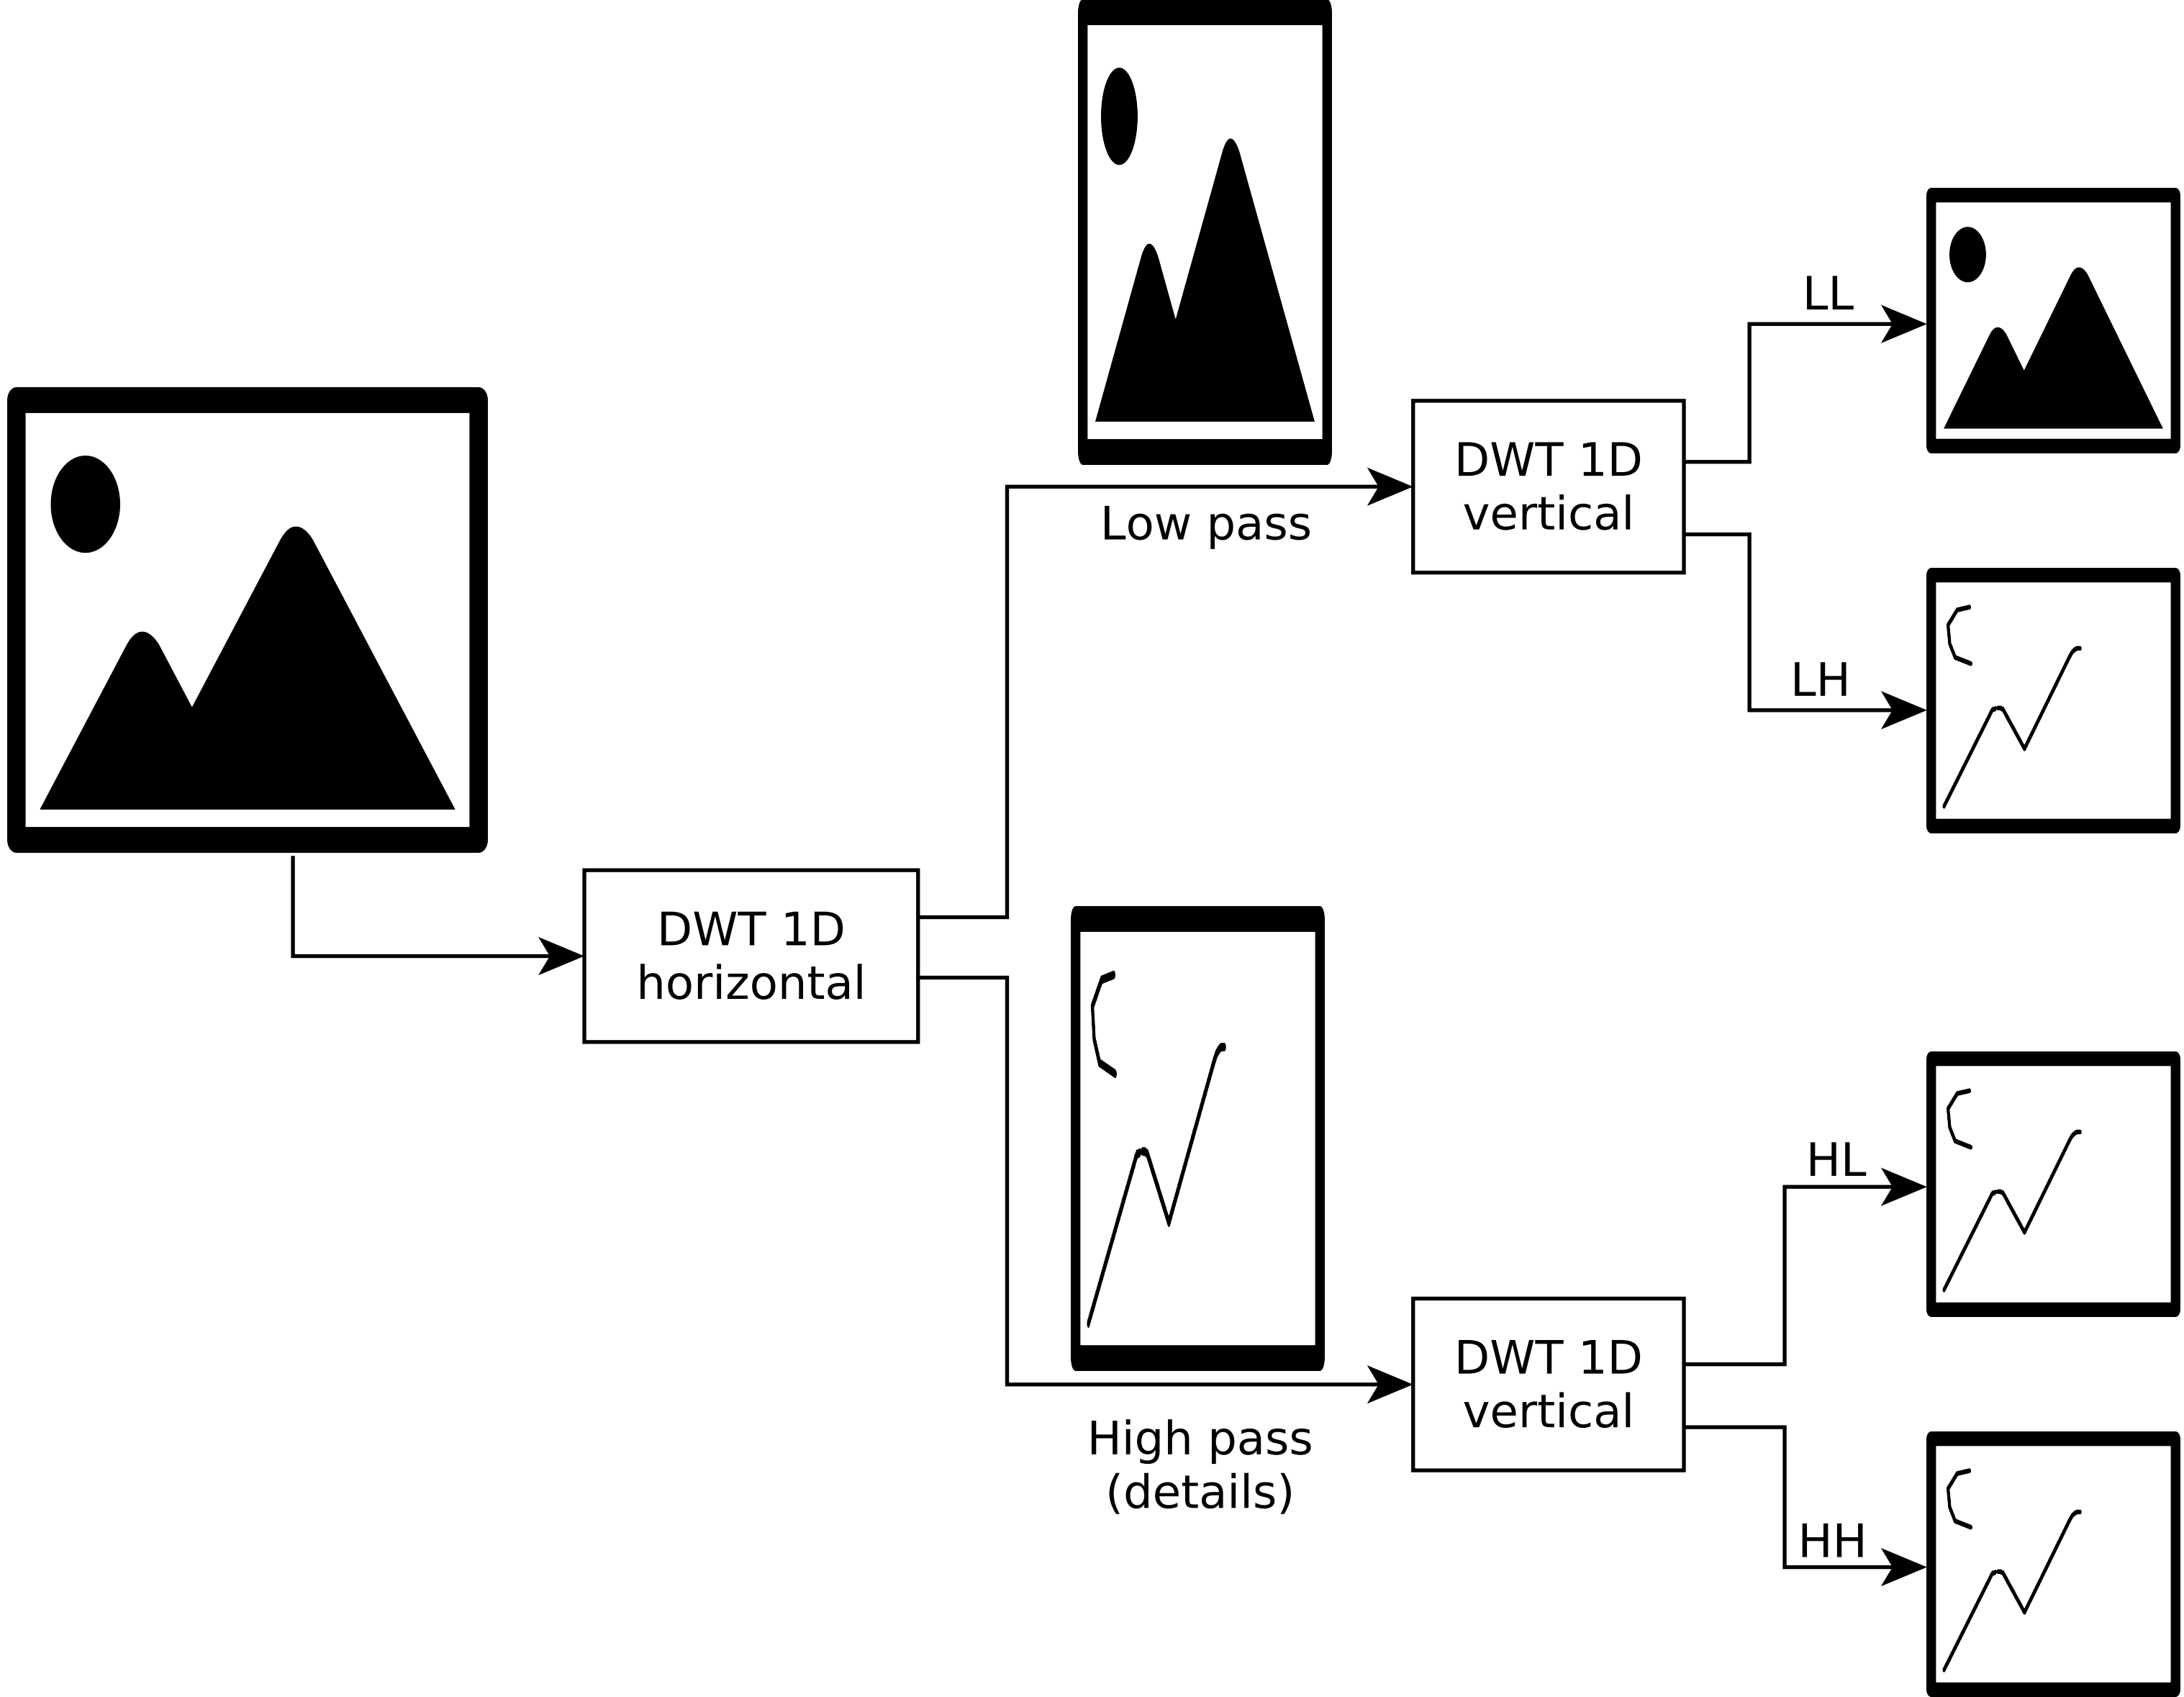 DWT 1D
horizontal
Low pass
DWT 1D
vertical
LL
LH
High pass
(details)
DWT 1D
vertical
HL
HH